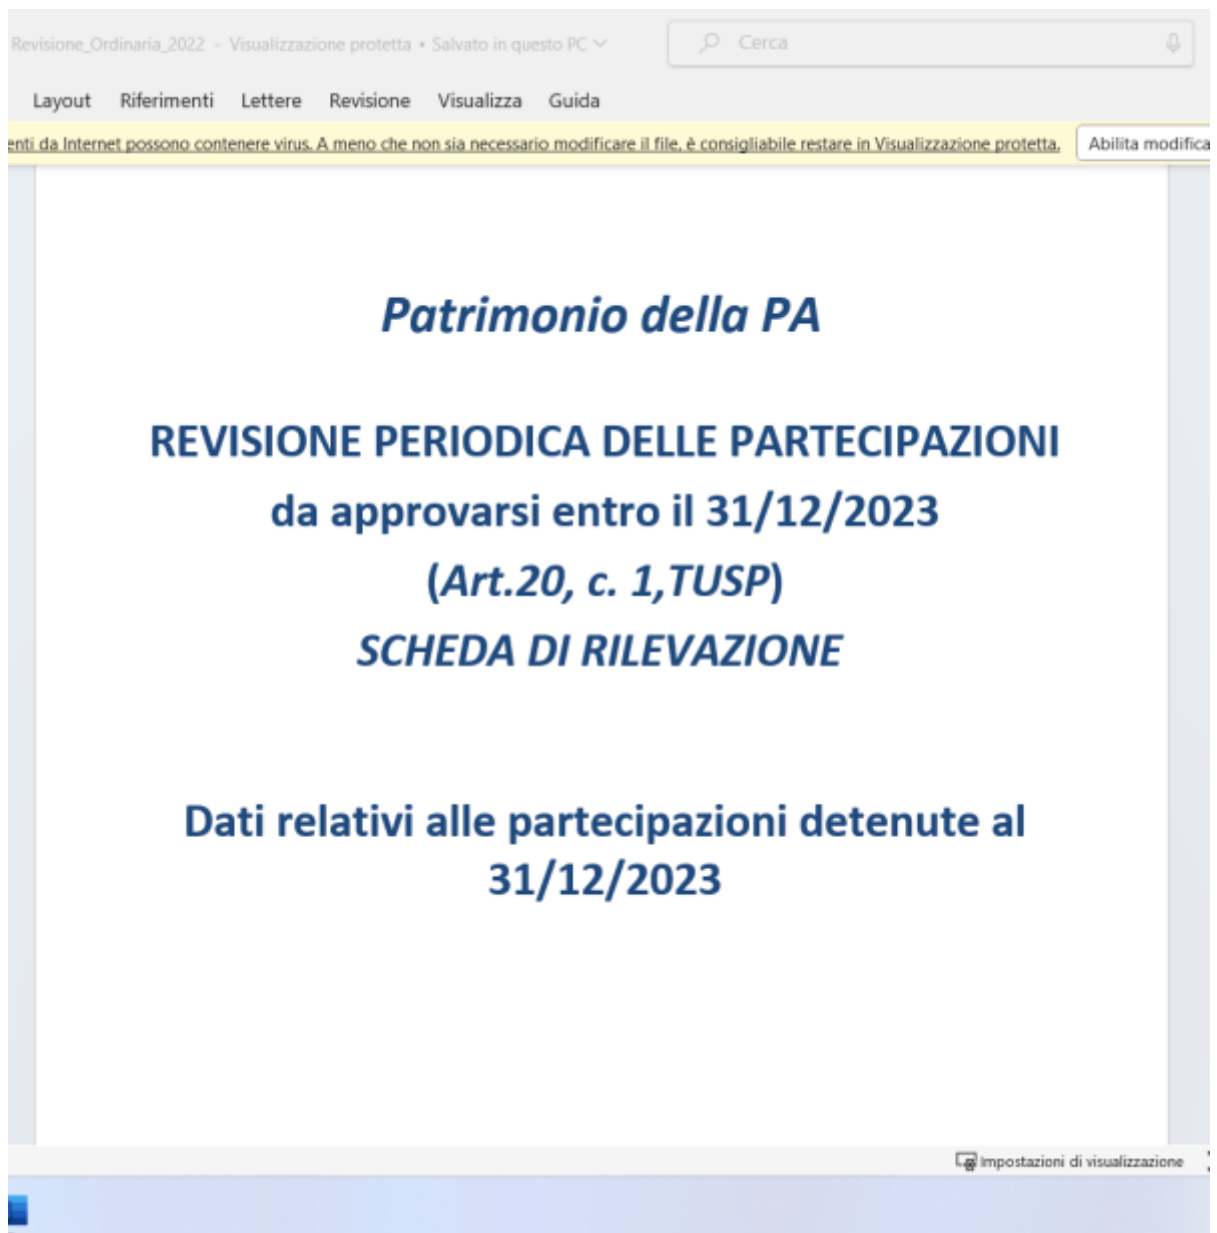 Revisione_Ordinaria_2022 - Visualizzazione protetta • Salvato in questo PC
Cerca
Layout Riferimenti Lettere Revisione Visualizza Guida
enti da Internet possono contenere virus. A meno che non sia necessario modificare il file, è consigliabile restare in Visualizzazione protetta. Abilita modifica
Patrimonio della PA
REVISIONE PERIODICA DELLE PARTECIPAZIONI
da approvarsi entro il 31/12/2023
(Art.20, c. 1,TUSP)
SCHEDA DI RILEVAZIONE
Dati relativi alle partecipazioni detenute al
31/12/2023
Impostazioni di visualizzazione